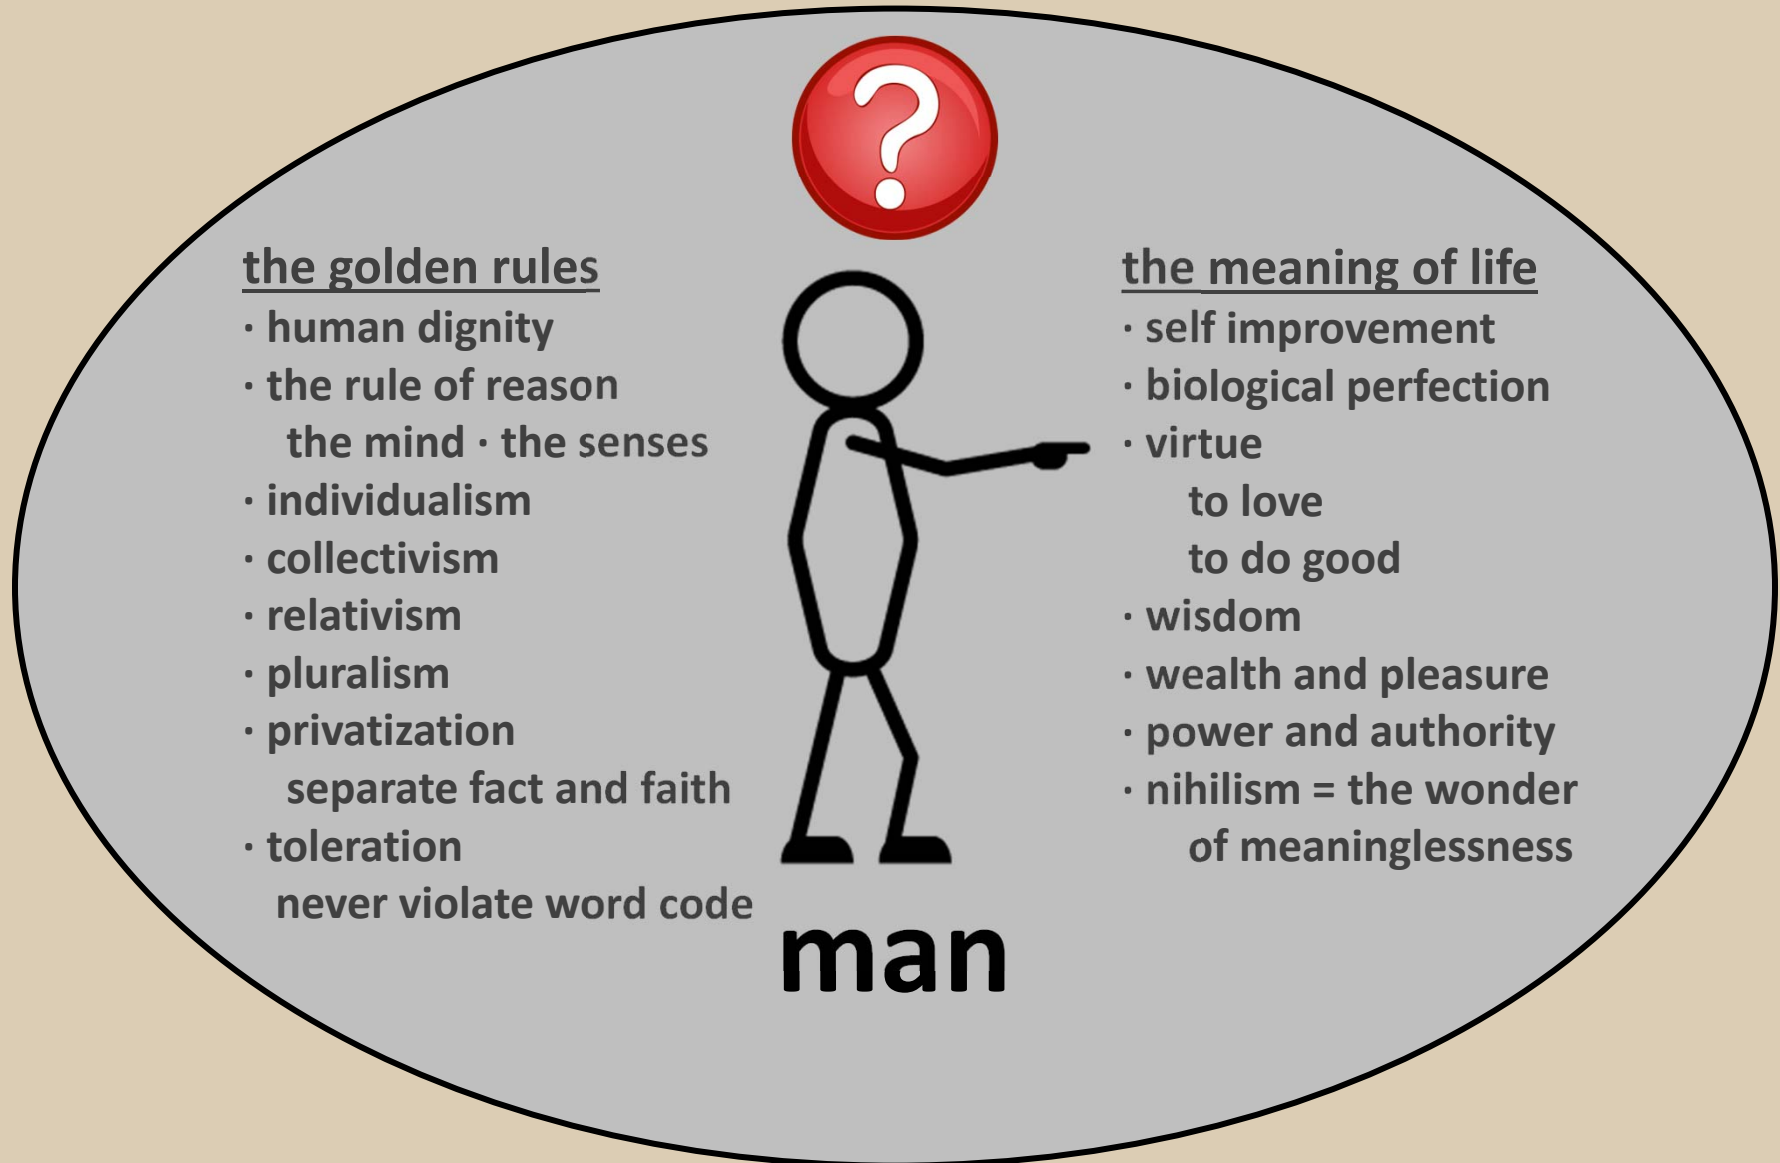 ?
the golden rules
· human dignity
· the rule of reason
the mind · the senses
· individualism
· collectivism
· relativism
· pluralism
· privatization
separate fact and faith
· toleration
never violate word code
the meaning of life
· self improvement
· biological perfection
· virtue
to love
to do good
· wisdom
· wealth and pleasure
· power and authority
· nihilism = the wonder
of meaninglessness
man